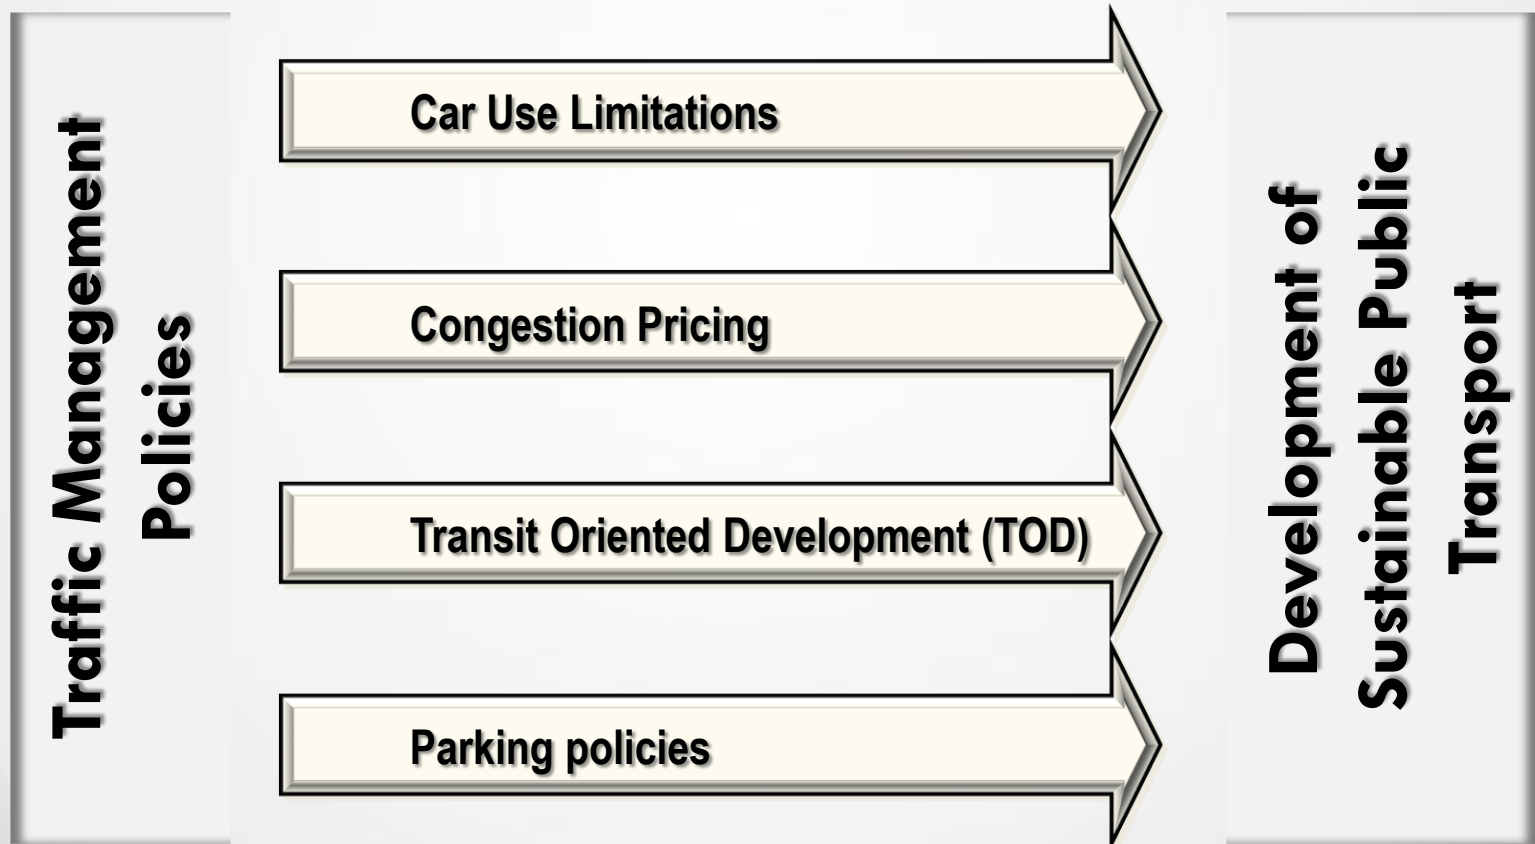 Traffic Management
Policies
Car Use Limitations
Congestion Pricing
Transit Oriented Development (TOD)
Parking policies
Development of
Sustainable Public
Transport